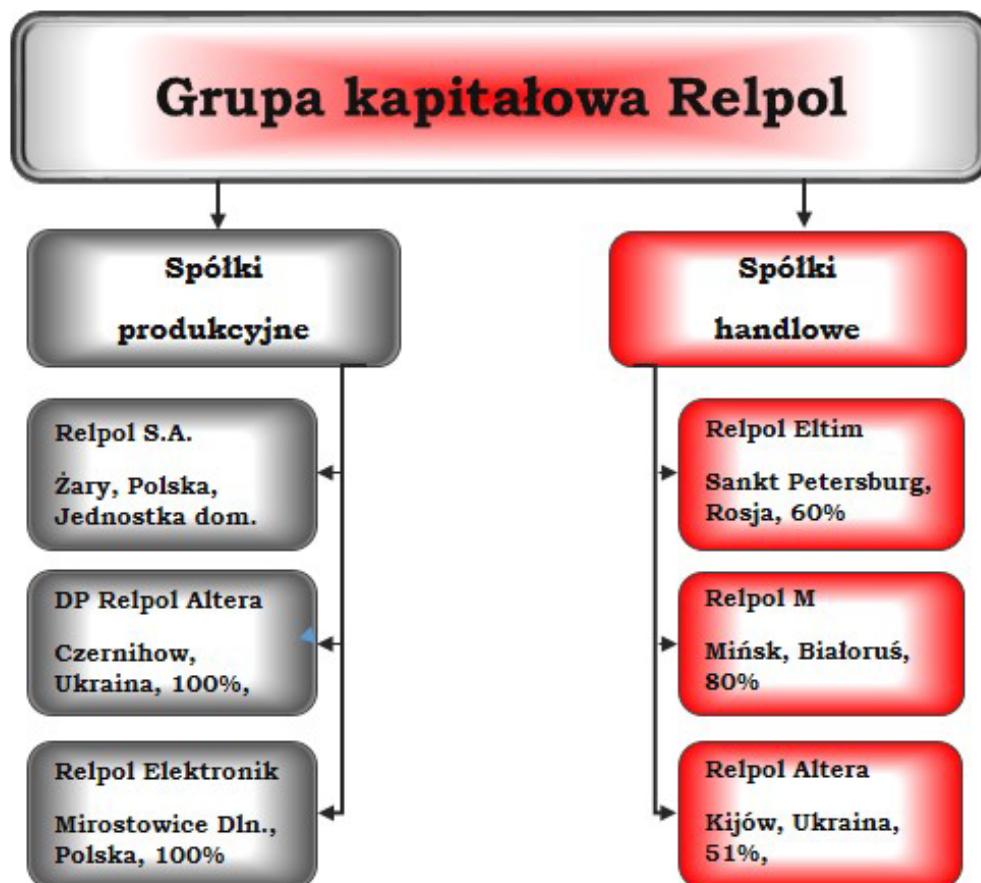 Grupa kapitałowa Relpol
Spółki
produkcyjne
Relpol S.A.
Żary, Polska,
Jednostka dom.
DP Relpol Altera
Czernihow,
Ukraina, 100%,
Relpol Elektronik
Mirostowice Dln.,
Polska, 100%
Spółki
handlowe
Relpol Eltim
Sankt Petersburg,
Rosja, 60%
Relpol M
Mińsk, Białoruś,
80%
Relpol Altera
Kijów, Ukraina,
51%,